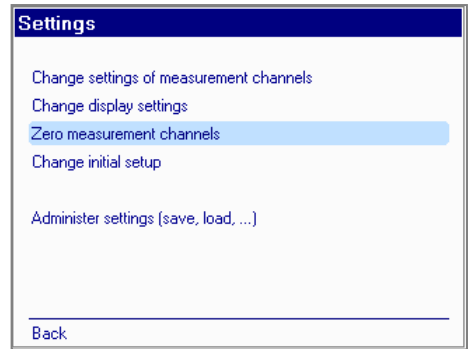 Settings
Change settings of measurement channels
Change display settings
Zero measurement channels
Change initial setup
Administer settings (save, load, ...)
Back